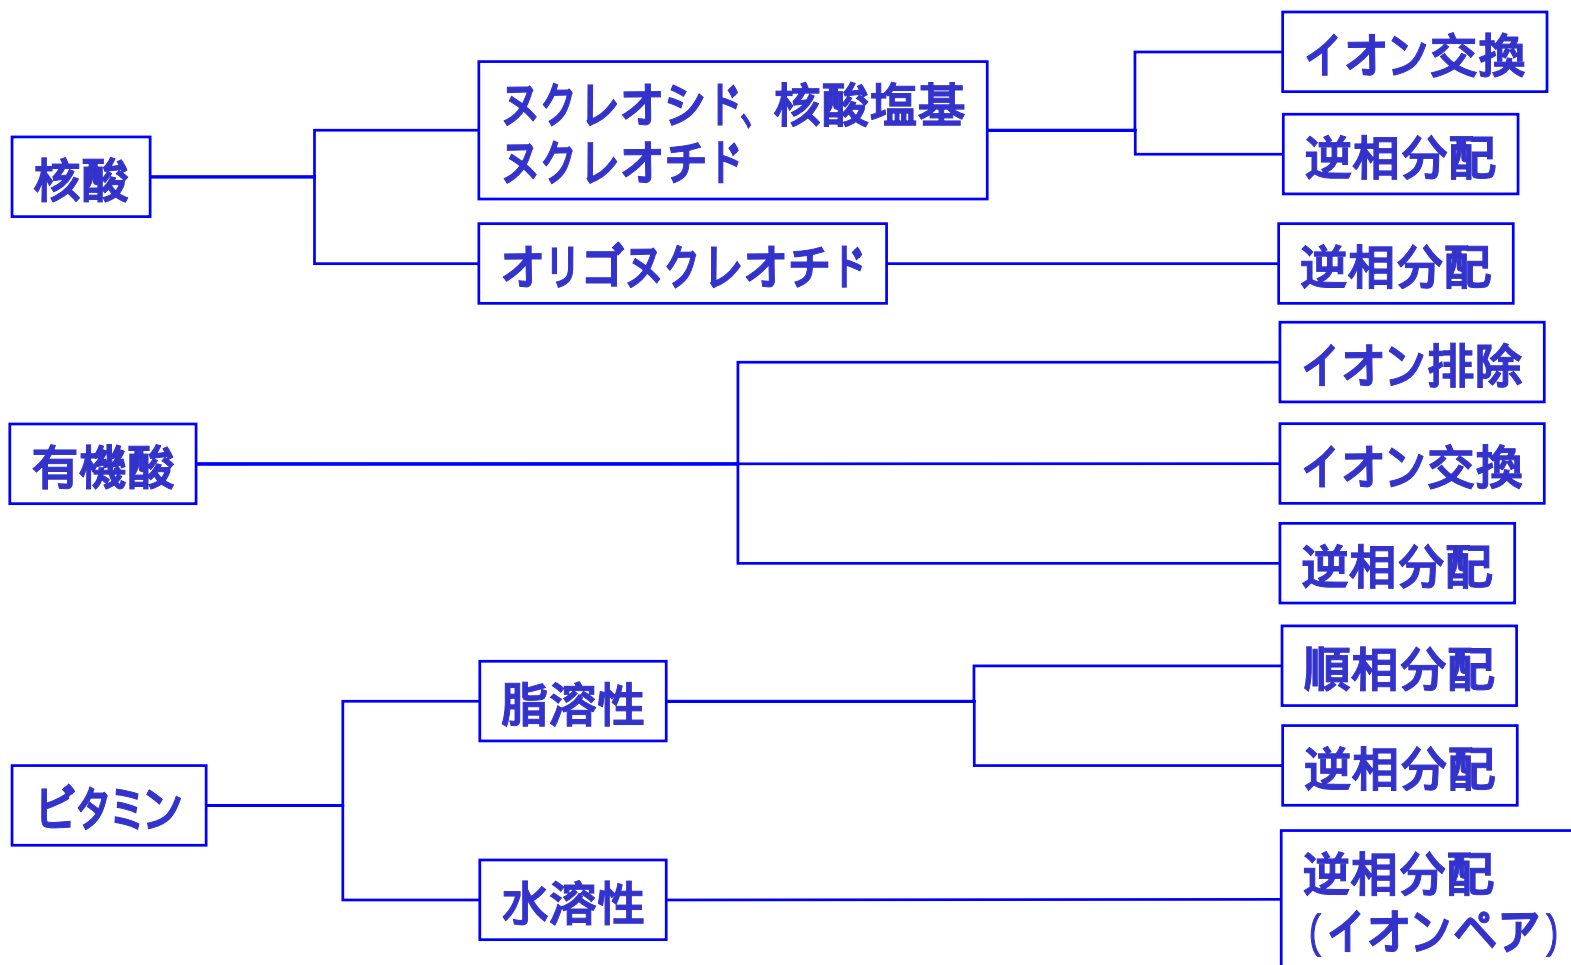 核酸
ヌクレオシド、核酸塩基
ヌクレオチド
イオン交換
逆相分配
オリゴヌクレオチド
逆相分配
有機酸
イオン排除
イオン交換
逆相分配
ビタミン
脂溶性
順相分配
逆相分配
水溶性
逆相分配
(イオンペア)